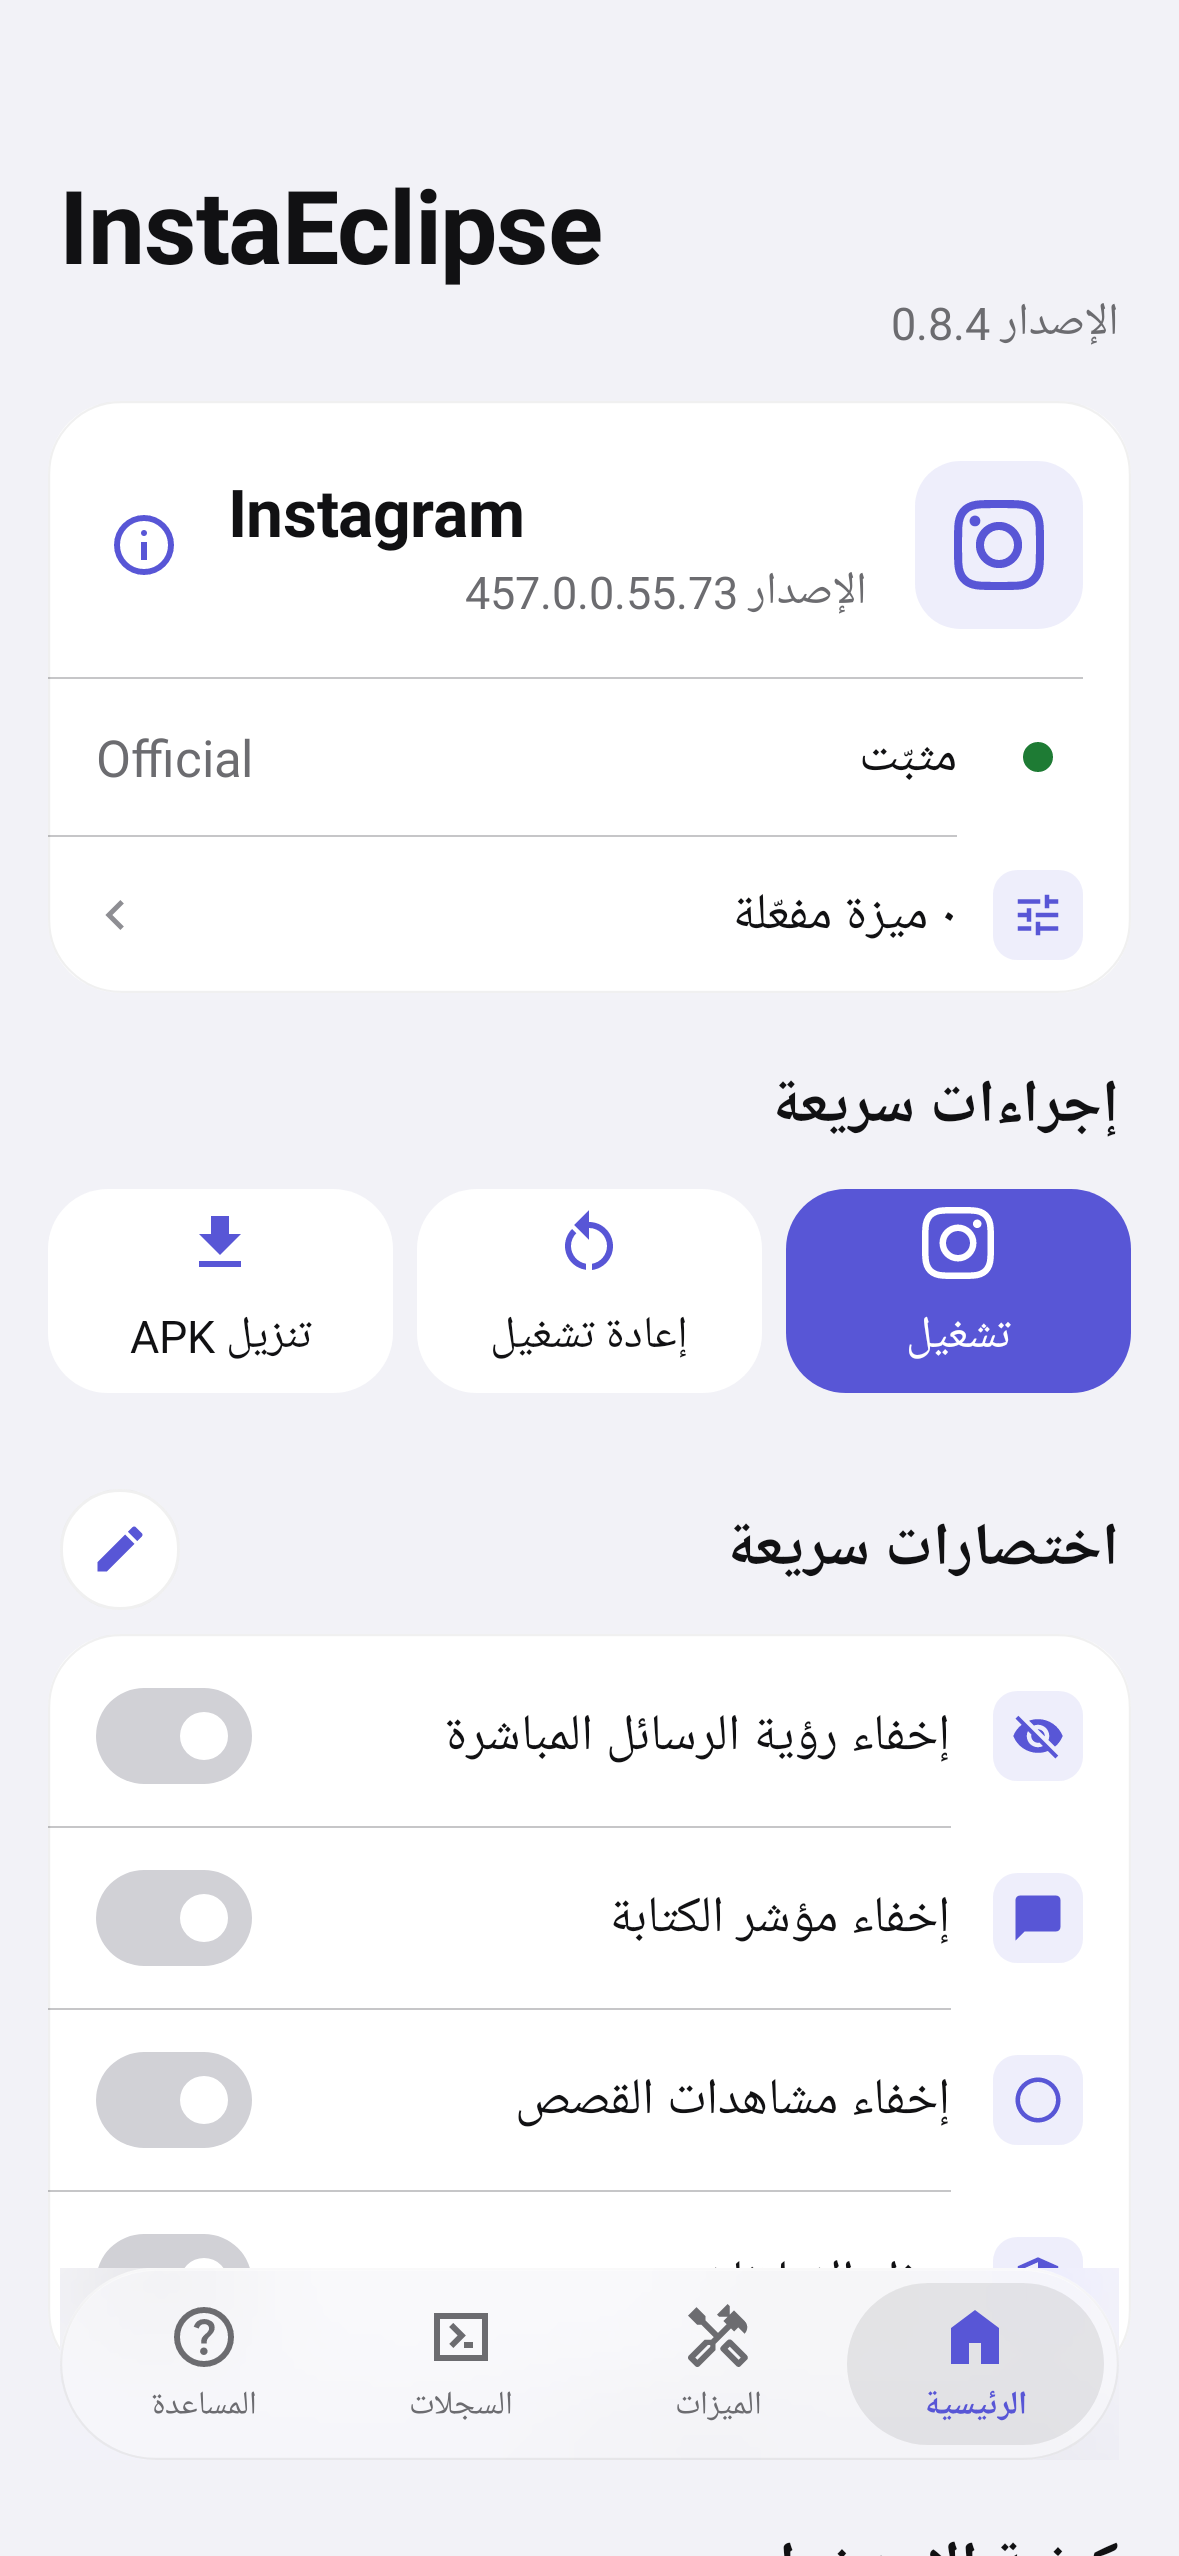 InstaEclipse
الإصدار 0.8.4
Instagram
الإصدار 457.0.0.55.73
مثبّت
Official
٠ ميزة مفعّلة
إجراءات سريعة
تشغيل
إعادة تشغيل
تنزيل APK
اختصارات سريعة
إخفاء رؤية الرسائل المباشرة
إخفاء مؤشر الكتابة
إخفاء مشاهدات القصص
الرئيسية
الميزات
السجلات
المساعدة